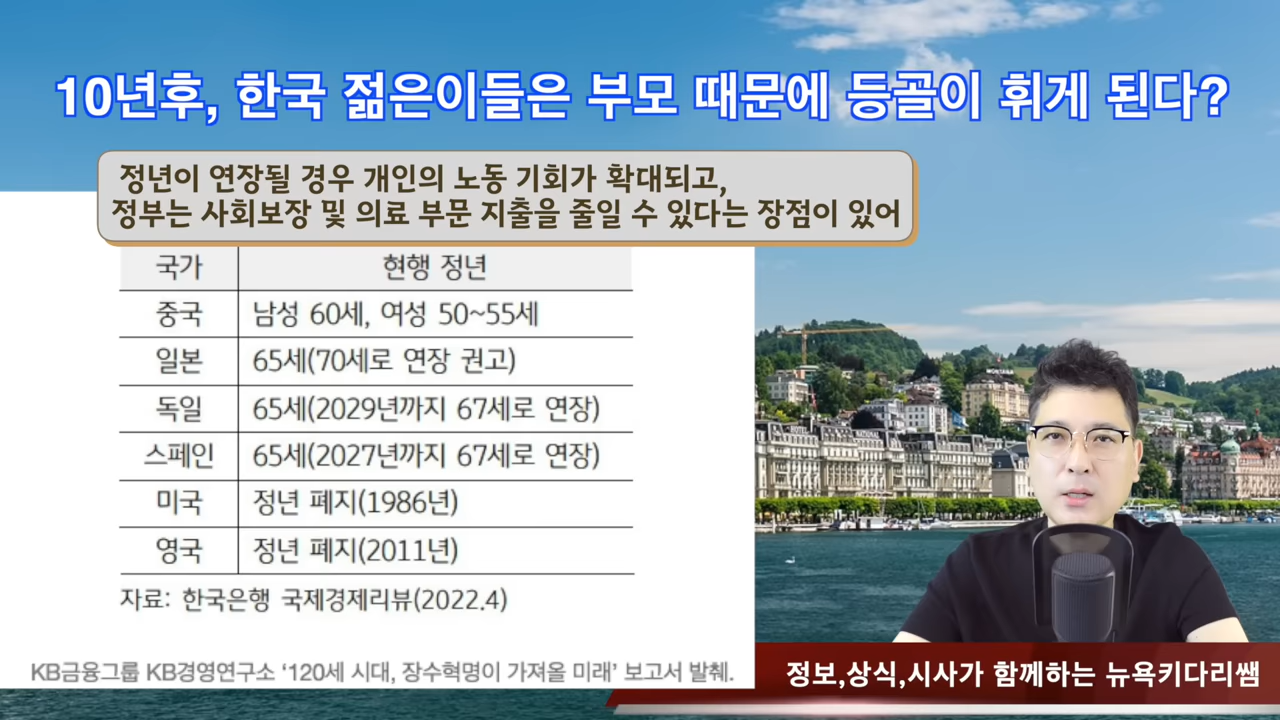 10년후, 한국 젊은이들은 부모 때문에 등골이 휘게 된다?
정년이 연장될 경우 개인의 노동 기회가 확대되고,
정부는 사회보장 및 의료 부문 지출을 줄일 수 있다는 장점이 있어
국가 현행 정년
중국 남성 60세, 여성 50~55세
일본 65세(70세로 연장 권고)
독일 65세(2029년까지 67세로 연장)
스페인 65세(2027년까지 67세로 연장)
미국 정년 폐지(1986년)
영국 정년 폐지(2011년)
자료: 한국은행 국제경제리뷰(2022.4)
KB금융그룹 KB경영연구소 ‘120세 시대, 장수혁명이 가져올 미래’ 보고서 발췌.
MONTANA
HOTEL NATIONAL
정보,상식,시사가 함께하는 뉴욕키다리쌤